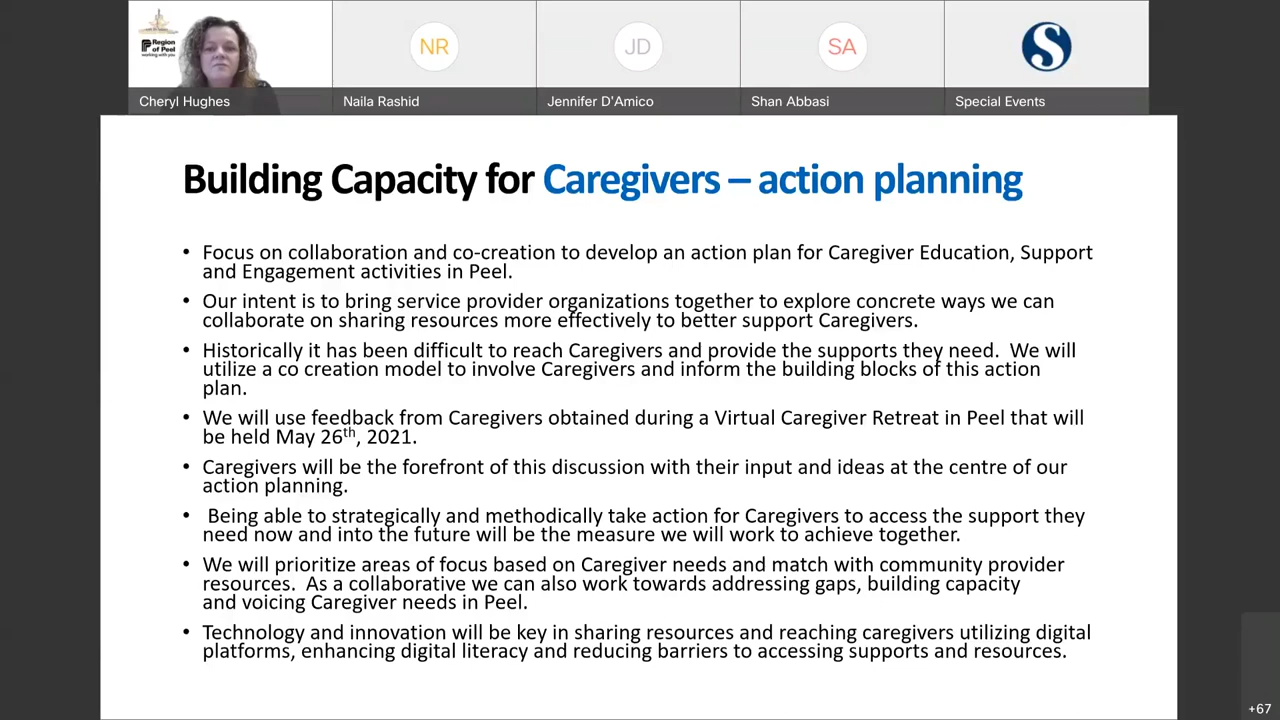 Region
of Peel
working with you
NR
JD
SA
S
Cheryl Hughes
Naila Rashid
Jennifer D'Amico
Shan Abbasi
Special Events
Building Capacity for Caregivers – action planning
• Focus on collaboration and co-creation to develop an action plan for Caregiver Education, Support
and Engagement activities in Peel.
• Our intent is to bring service provider organizations together to explore concrete ways we can
collaborate on sharing resources more effectively to better support Caregivers.
• Historically it has been difficult to reach Caregivers and provide the supports they need.  We will
utilize a co creation model to involve Caregivers and inform the building blocks of this action
plan.
• We will use feedback from Caregivers obtained during a Virtual Caregiver Retreat in Peel that will
be held May 26th, 2021.
• Caregivers will be the forefront of this discussion with their input and ideas at the centre of our
action planning.
• Being able to strategically and methodically take action for Caregivers to access the support they
need now and into the future will be the measure we will work to achieve together.
• We will prioritize areas of focus based on Caregiver needs and match with community provider
resources.  As a collaborative we can also work towards addressing gaps, building capacity
and voicing Caregiver needs in Peel.
• Technology and innovation will be key in sharing resources and reaching caregivers utilizing digital
platforms, enhancing digital literacy and reducing barriers to accessing supports and resources.
+67